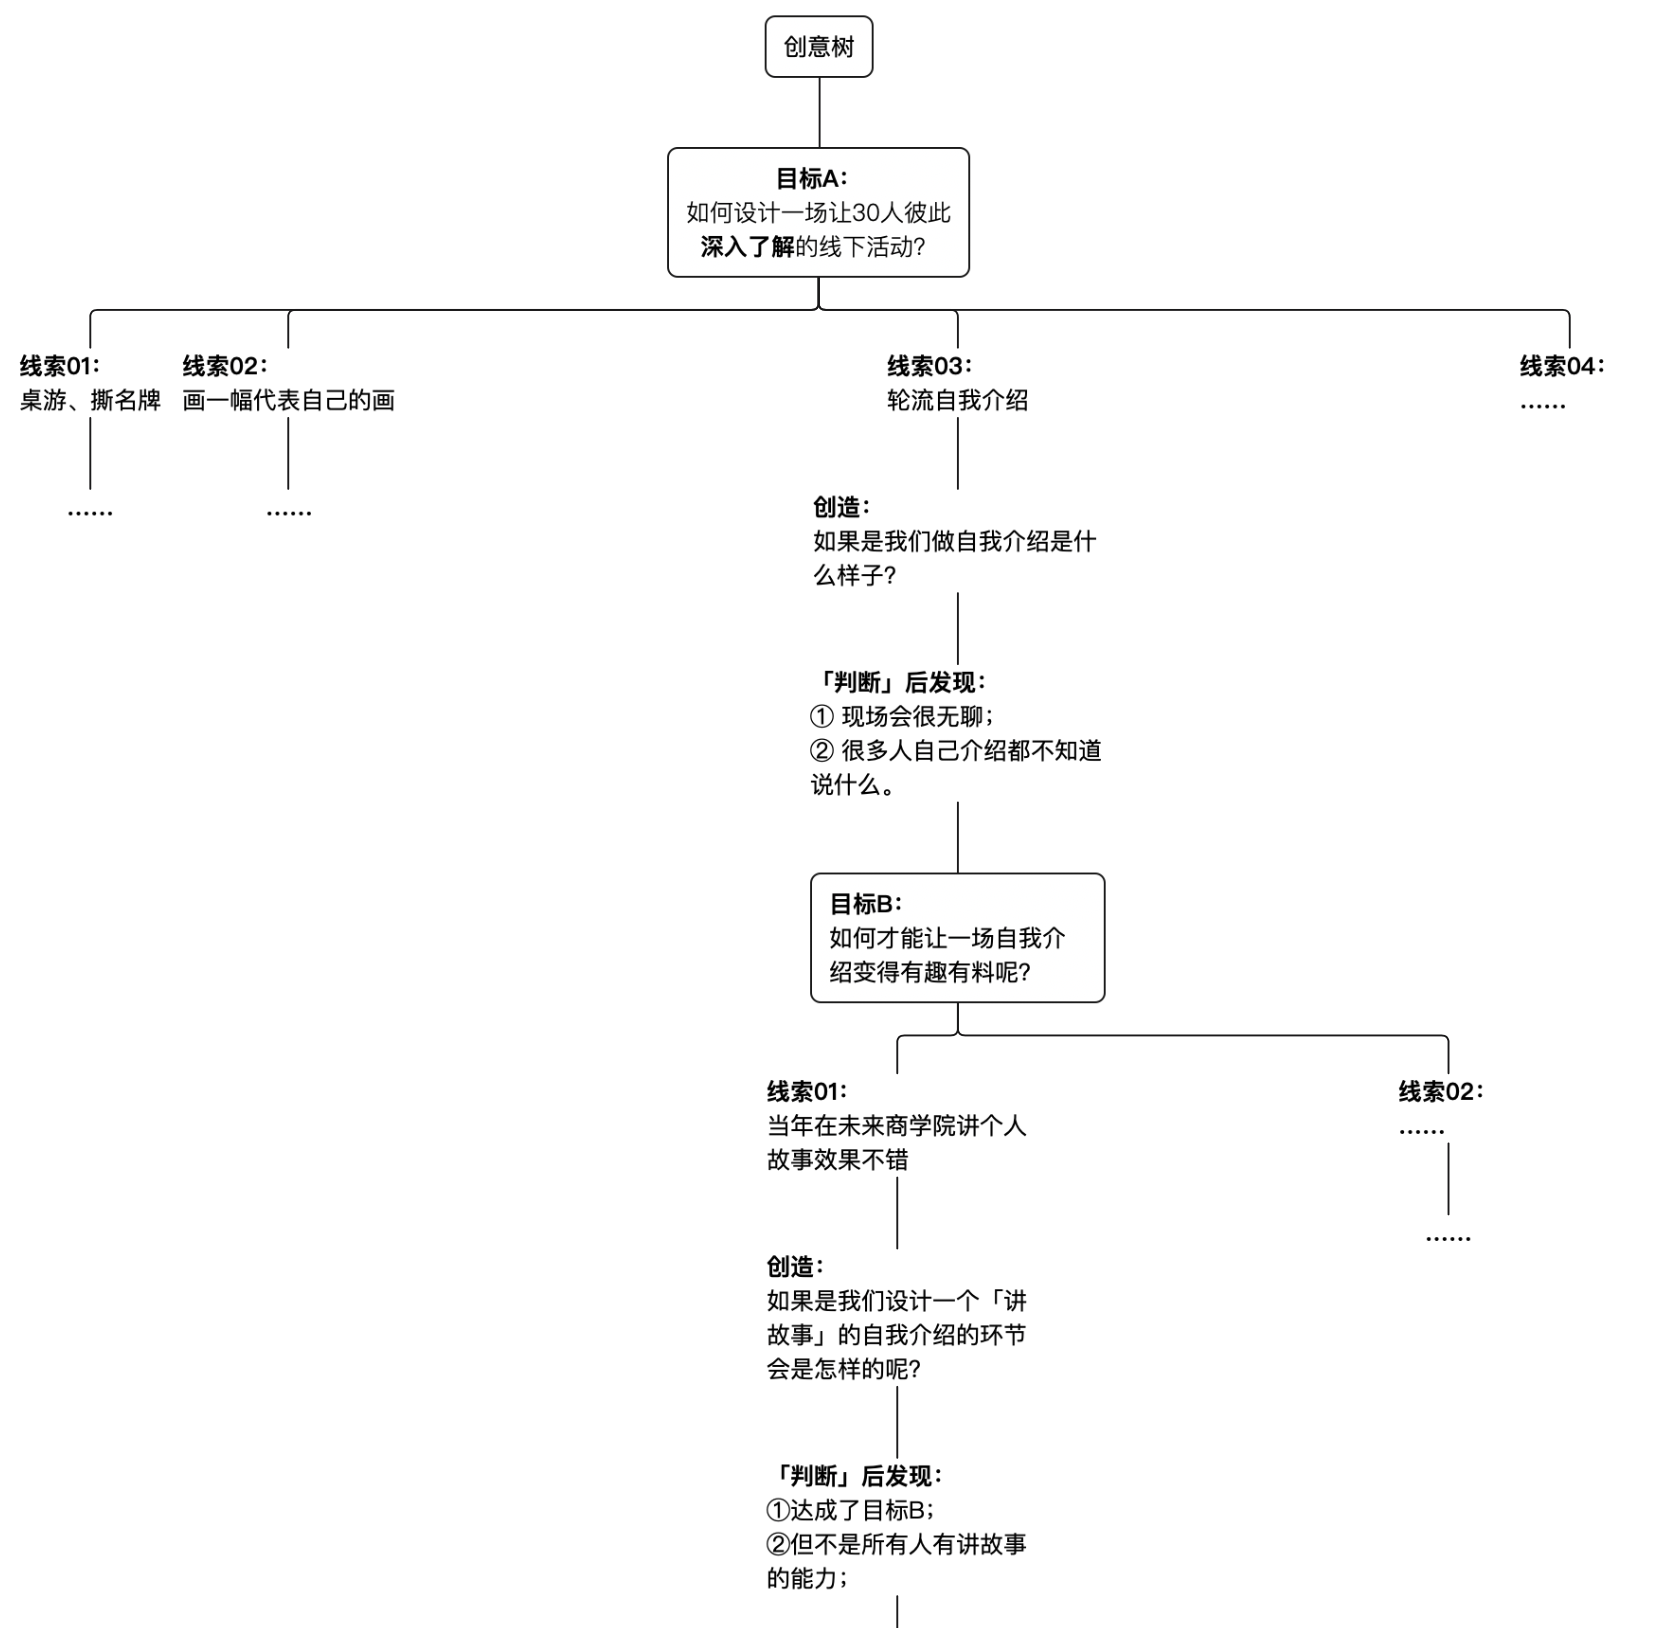 创意树
目标A：
如何设计一场让30人彼此
深入了解的线下活动？
线索01：
桌游、撕名牌
……
线索02：
画一幅代表自己的画
……
线索03：
轮流自我介绍
创造：
如果是我们做自我介绍是什
么样子？
「判断」后发现：
① 现场会很无聊；
② 很多人自己介绍都不知道
说什么。
目标B：
如何才能让一场自我介
绍变得有趣有料呢？
线索01：
当年在未来商学院讲个人
故事效果不错
创造：
如果是我们设计一个「讲
故事」的自我介绍的环节
会是怎样的呢？
「判断」后发现：
①达成了目标B；
②但不是所有人有讲故事
的能力；
线索02：
……
……
线索04：
……